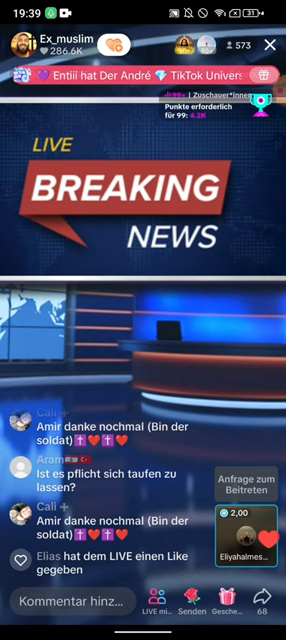 19:39
31
Ex_muslim
286.6K
573
Entiii hat Der André 💎 TikTok Univers
| Zuschauer*innen
Punkte erforderlich
für 99: 4.2K
LIVE
BREAKING
NEWS
Cali
Amir danke nochmal (Bin der
soldat)✝️❤️✝️❤️
Aram
Ist es pflicht sich taufen zu
lassen?
Anfrage zum
Beitreten
Cali
Amir danke nochmal (Bin der
soldat)✝️❤️✝️❤️
2,00
Eliyahalmes...
Elias hat dem LIVE einen Like
gegeben
Kommentar hinz...
LIVE mi...
Senden
Gesche...
68